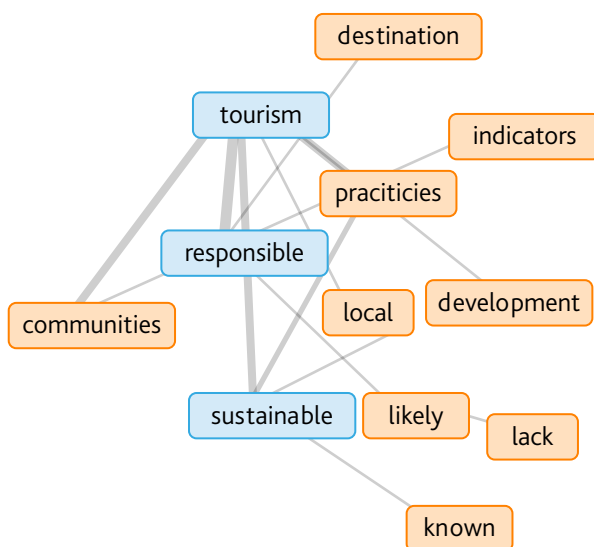 destination
tourism
indicators
praciticies
responsible
development
communities
local
sustainable
likely
lack
known